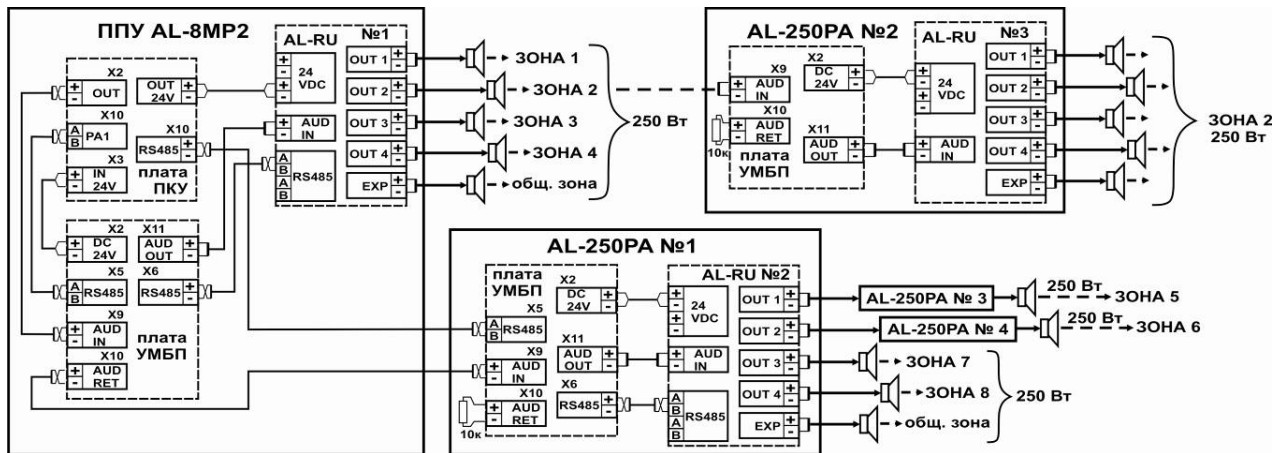 ППУ AL-8MP2
AL-RU
№1
X2
OUT
+
-
OUT
24V
+
-
X10
A
B
PA1
X10
RS485
+
-
X3
+
-
IN
24V
плата
ПКУ
+
-
+
-
24
VDC
+
-
AUD
IN
A
B
A
B
RS485
OUT 1
+
-
OUT 2
+
-
OUT 3
+
-
OUT 4
+
-
EXP
+
-
ЗОНА 1
ЗОНА 2
ЗОНА 3
ЗОНА 4
общ. зона
250 Вт
X2
+
-
DC
24V
X11
AUD
OUT
+
-
X5
A
B
RS485
X6
RS485
+
-
X9
+
-
AUD
IN
плата
УМБП
X10
+
-
AUD
RET
AL-250PA №2
AL-RU
№3
X9
+
-
AUD
IN
X2
DC
24V
+
-
X10
+
-
AUD
RET
10к
X11
AUD
OUT
+
-
плата
УМБП
+
-
24
VDC
+
-
+
-
AUD
IN
OUT 1
+
-
OUT 2
+
-
OUT 3
+
-
OUT 4
+
-
EXP
+
-
ЗОНА 2
250 Вт
AL-250PA №1
плата
УМБП
AL-RU №2
X2
DC
24V
+
-
X5
A
B
RS485
X9
+
-
AUD
IN
X11
AUD
OUT
+
-
X10
+
-
AUD
RET
10к
X6
RS485
+
-
+
-
24
VDC
+
-
+
-
AUD
IN
A
B
A
B
RS485
OUT 1
+
-
OUT 2
+
-
OUT 3
+
-
OUT 4
+
-
EXP
+
-
AL-250PA № 3
250 Вт
ЗОНА 5
AL-250PA № 4
250 Вт
ЗОНА 6
ЗОНА 7
ЗОНА 8
общ. зона
250 Вт